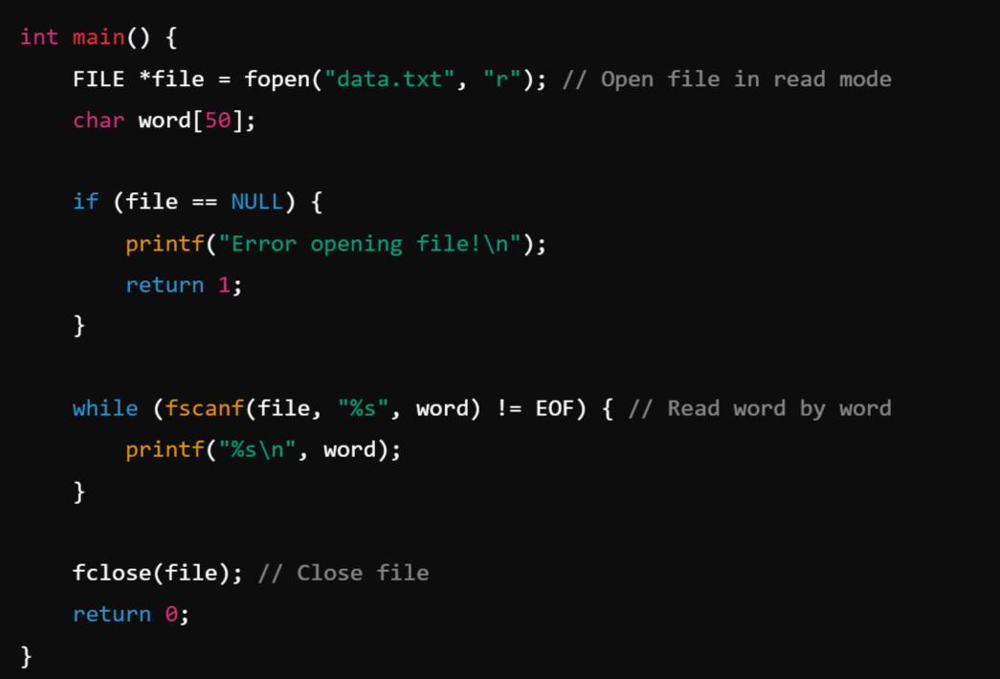 int main() {
    FILE *file = fopen("data.txt", "r"); // Open file in read mode
    char word[50];
    if (file == NULL) {
        printf("Error opening file!\n");
        return 1;
    }
    while (fscanf(file, "%s", word) != EOF) { // Read word by word
        printf("%s\n", word);
    }
    fclose(file); // Close file
    return 0;
}